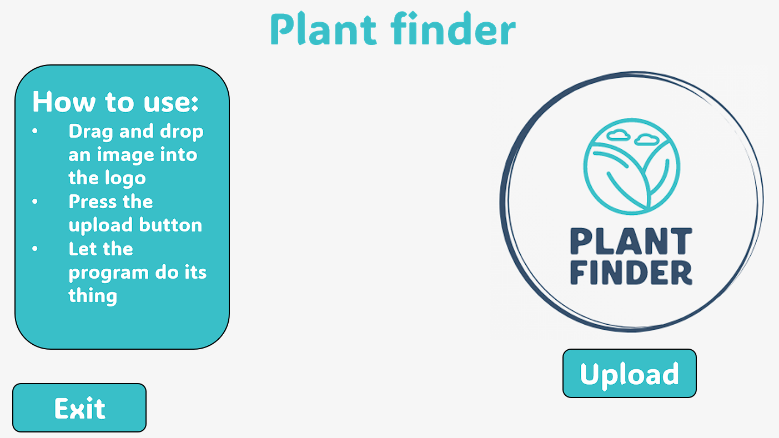 Plant finder
How to use:
• Drag and drop
an image into
the logo
• Press the
upload button
• Let the
program do its
thing
PLANT
FINDER
Upload
Exit